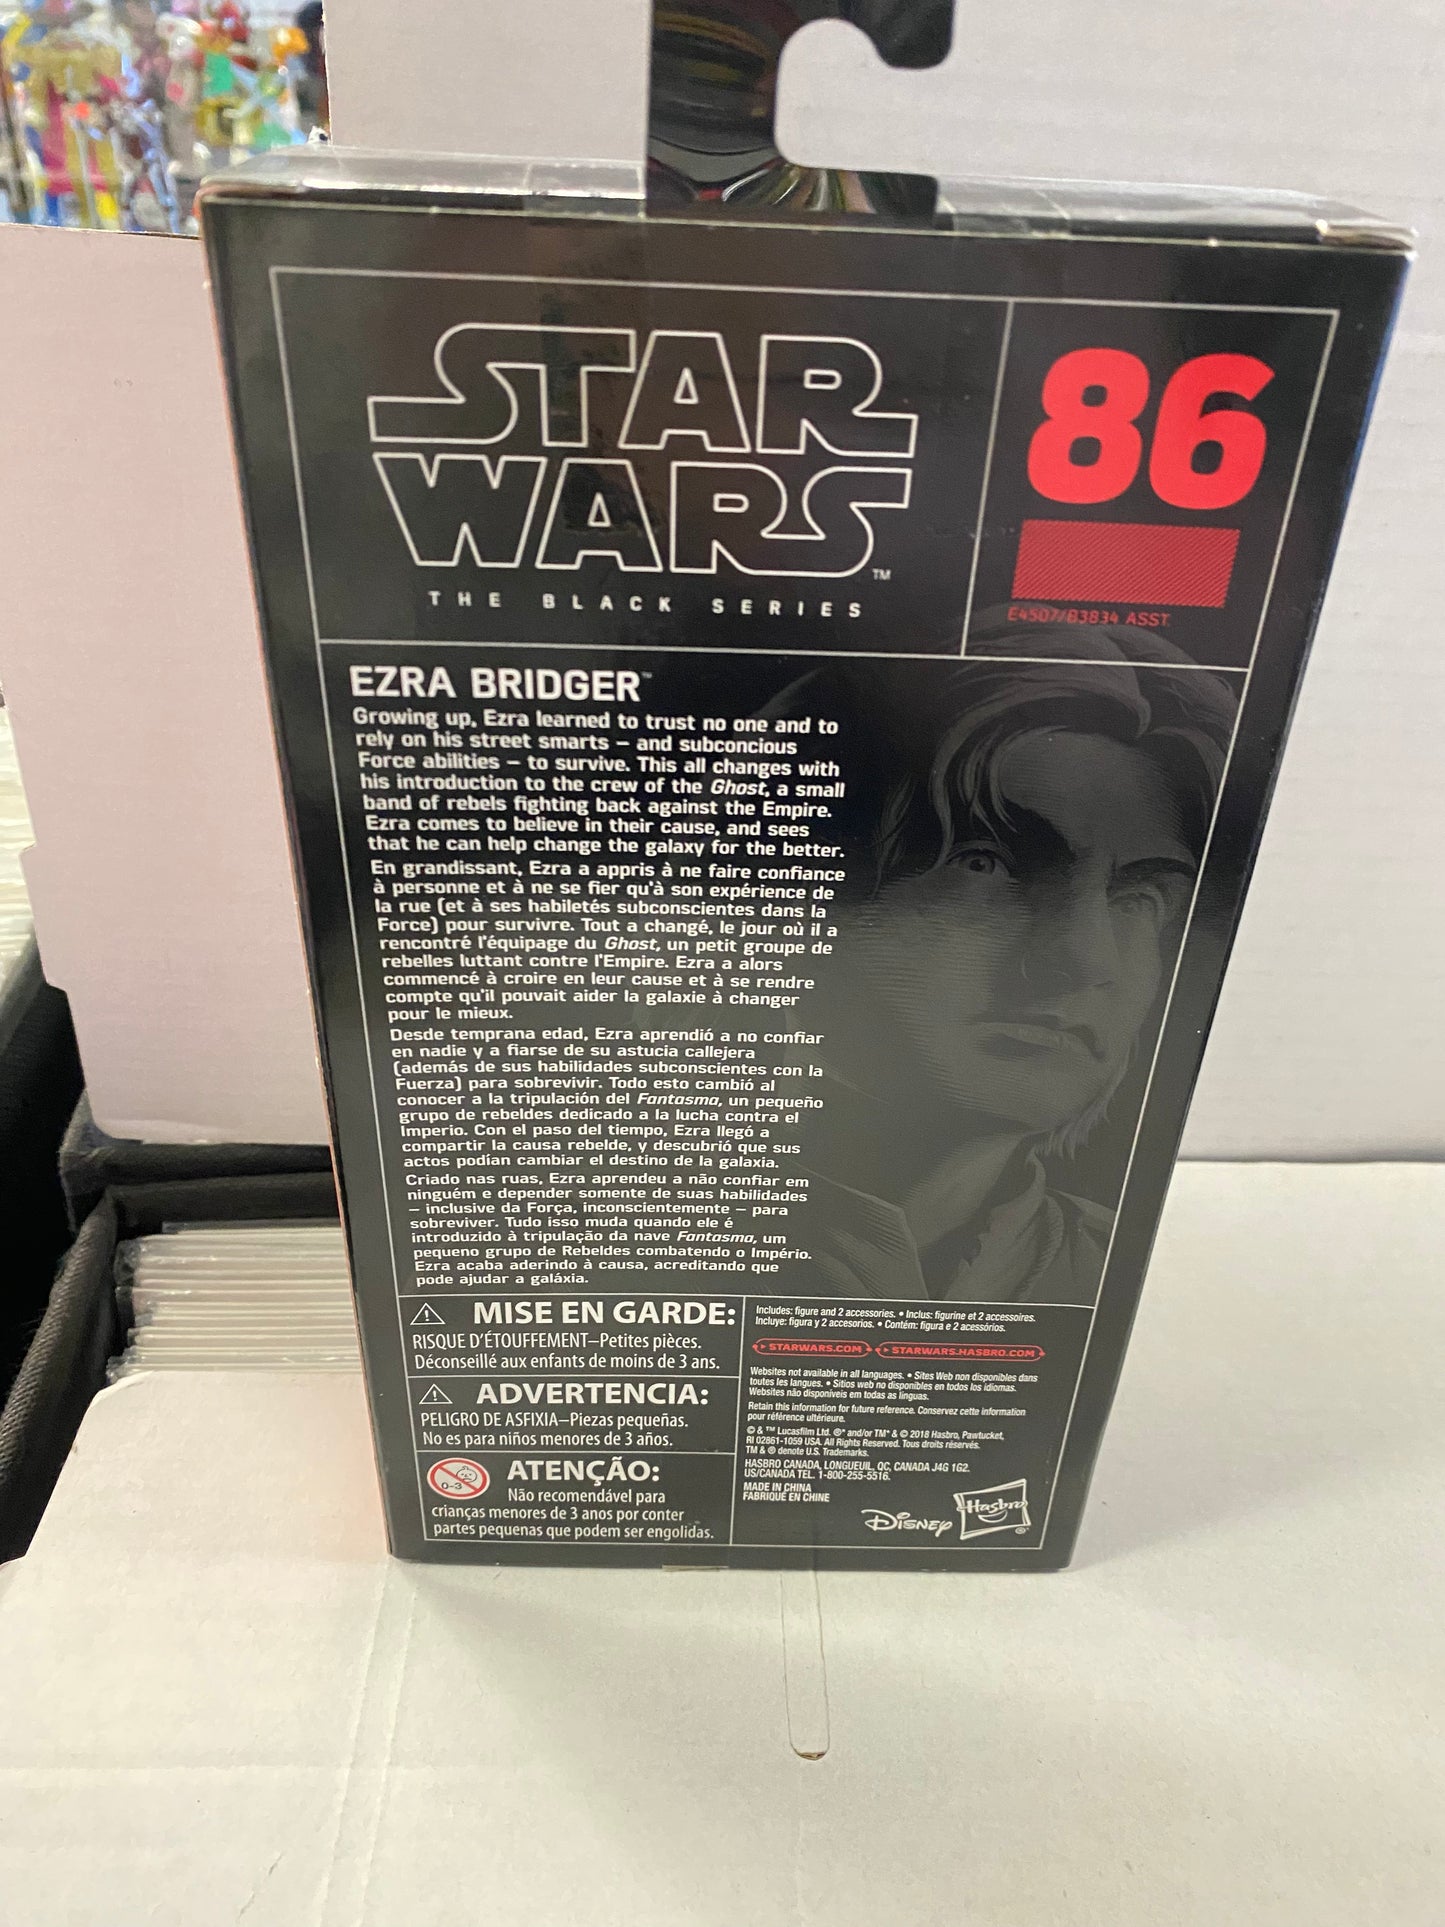 STAR
WARS
™
THE BLACK SERIES
86
E4507/B3834 ASST.
EZRA BRIDGER™
Growing up, Ezra learned to trust no one and to
rely on his street smarts – and subconcious
Force abilities – to survive. This all changes with
his introduction to the crew of the Ghost, a small
band of rebels fighting back against the Empire.
Ezra comes to believe in their cause, and sees
that he can help change the galaxy for the better.
En grandissant, Ezra a appris à ne faire confiance
à personne et à ne se fier qu'à son expérience de
la rue (et à ses habiletés subconscientes dans la
Force) pour survivre. Tout a changé, le jour où il a
rencontré l'équipage du Ghost, un petit groupe de
rebelles luttant contre l'Empire. Ezra a alors
commencé à croire en leur cause et à se rendre
compte qu'il pouvait aider la galaxie à changer
pour le mieux.
Desde temprana edad, Ezra aprendió a no confiar
en nadie y a fiarse de su astucia callejera
(además de sus habilidades subconscientes con la
Fuerza) para sobrevivir. Todo esto cambió al
conocer a la tripulación del Fantasma, un pequeño
grupo de rebeldes dedicado a la lucha contra el
Imperio. Con el paso del tiempo, Ezra llegó a
compartir la causa rebelde, y descubrió que sus
actos podían cambiar el destino de la galaxia.
Criado nas ruas, Ezra aprendeu a não confiar em
ninguém e depender somente de suas habilidades
– inclusive da Força, inconscientemente – para
sobreviver. Tudo isso muda quando ele é
introduzido à tripulação da nave Fantasma, um
pequeno grupo de Rebeldes combatendo o Império.
Ezra acaba aderindo à causa, acreditando que
pode ajudar a galáxia.
MISE EN GARDE:
RISQUE D'ÉTOUFFEMENT–Petites pièces.
Déconseillé aux enfants de moins de 3 ans.
ADVERTENCIA:
PELIGRO DE ASFIXIA–Piezas pequeñas.
No es para niños menores de 3 años.
0-3
ATENÇÃO:
Não recomendável para
crianças menores de 3 anos por conter
partes pequenas que podem ser engolidas.
Includes: figure and 2 accessories. • Inclus: figurine et 2 accessoires.
Incluye: figura y 2 accesorios. • Contém: figura e 2 acessórios.
STARWARS.COM STARWARS.HASBRO.COM
Websites not available in all languages. • Sites Web non disponibles dans
toutes les langues. • Sitios web no disponibles en todos los idiomas.
Websites não disponíveis em todas as línguas.
Retain this information for future reference. Conservez cette information
pour référence ultérieure.
© & ™ Lucasfilm Ltd. ®* and/or TM* & © 2018 Hasbro, Pawtucket,
RI 02861-1059 USA. All Rights Reserved. Tous droits réservés.
TM & ® denote U.S. Trademarks.
HASBRO CANADA, LONGUEUIL, QC, CANADA J4G 1G2.
US/CANADA TEL. 1-800-255-5516.
MADE IN CHINA
FABRIQUÉ EN CHINE
DISNEY
Hasbro
®*